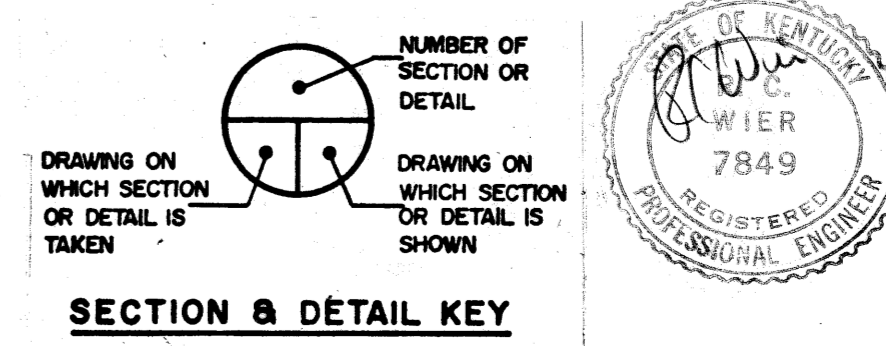 NUMBER OF
SECTION OR
DETAIL
DRAWING ON
WHICH SECTION
OR DETAIL IS
TAKEN
DRAWING ON
WHICH SECTION
OR DETAIL IS
SHOWN
SECTION & DETAIL KEY
STATE OF KENTUCKY
C.
WIER
7849
REGISTERED
PROFESSIONAL ENGINEER